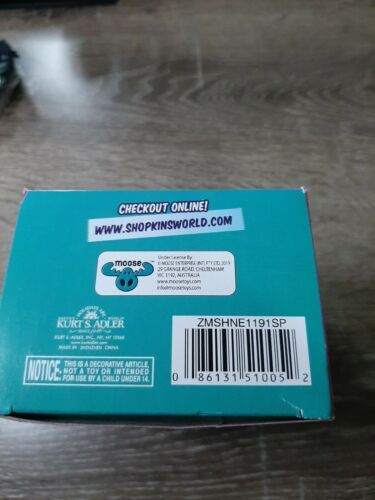 CHECKOUT ONLINE!
WWW.SHOPKINSWORLD.COM
moose
Under License By:
© MOOSE ENTERPRISE (INT) PTY LTD, 2019
29 GRANGE ROAD, CHELTENHAM
VIC 3192, AUSTRALIA
www.moosetoys.com
info@moosetoys.com
KURT S. ADLER
KURT S. ADLER, INC., NY, NY 10168
www.kurtadler.com
MADE IN SHENZHEN CHINA
NOTICE: THIS IS A DECORATIVE ARTICLE,
NOT A TOY OR INTENDED
FOR USE BY A CHILD UNDER 14.
ZMSHNE1191SP
0 86131 51005 2